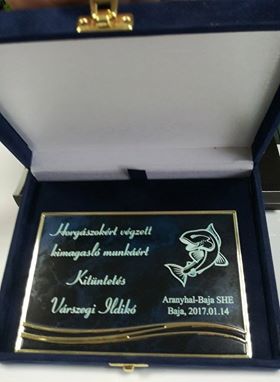 Horgászokért végzett
kimagasló munkáért
Kitüntetés
Várszegi Ildikó
Aranyhal-Baja SHE
Baja, 2017.01.14